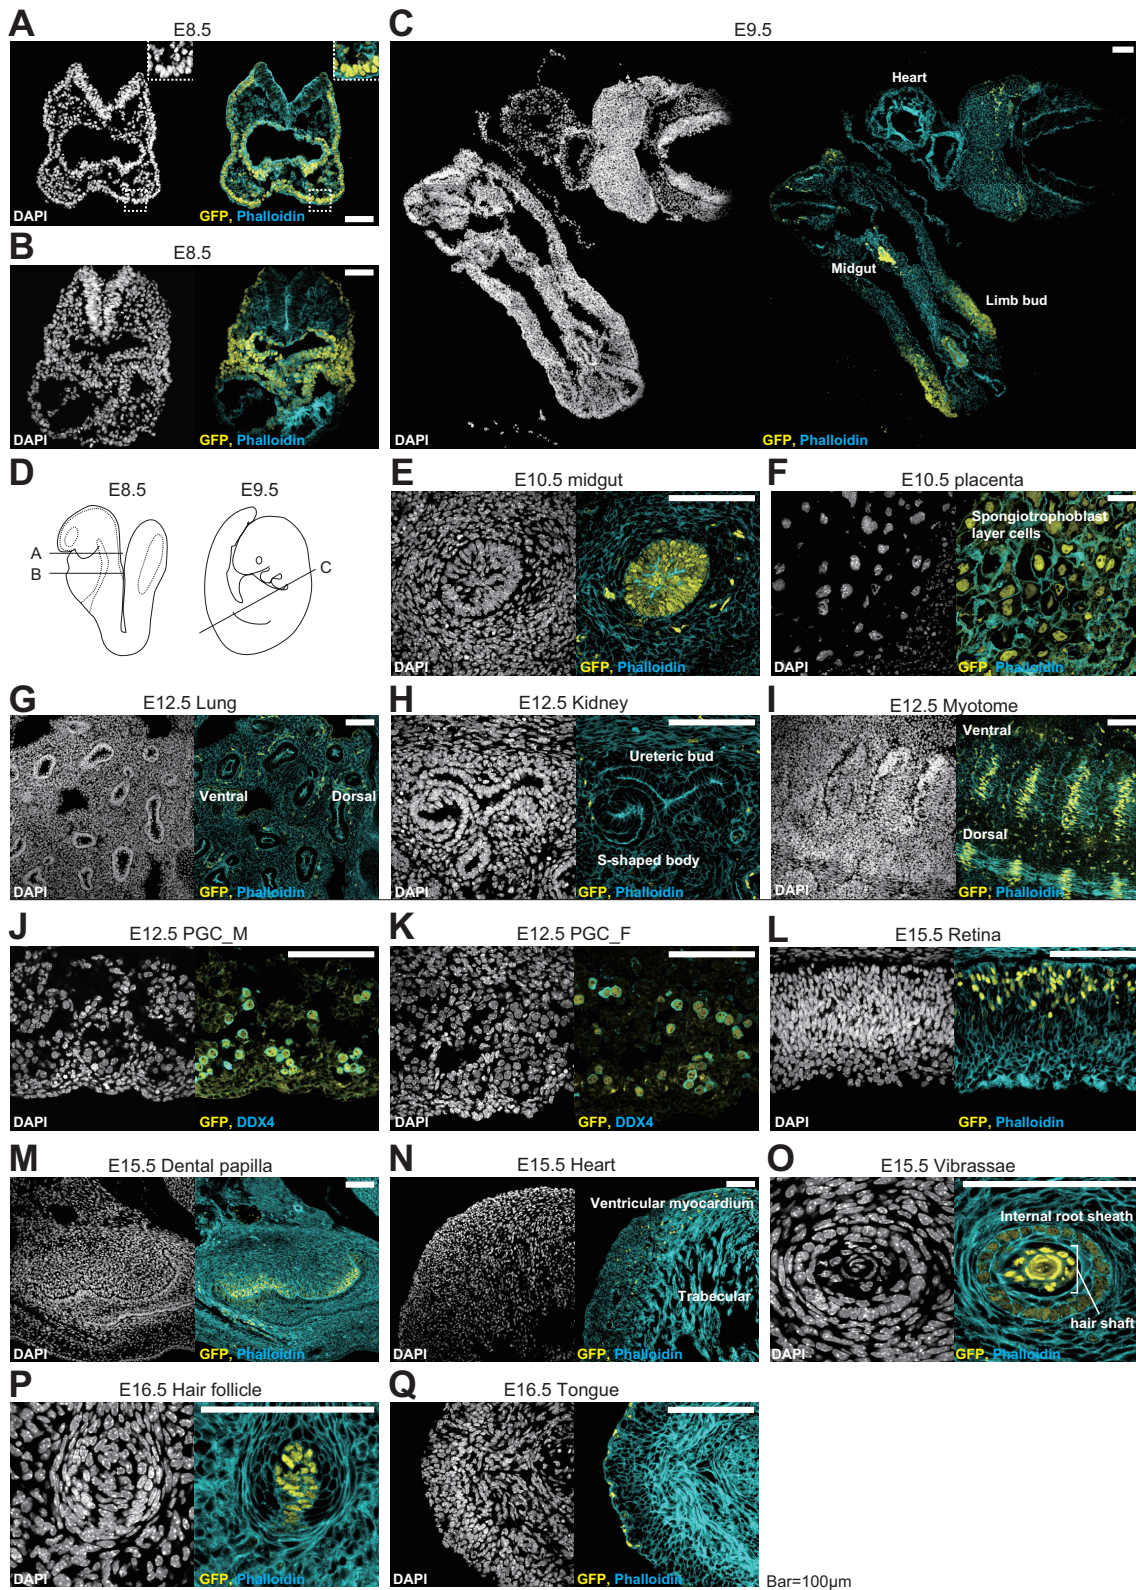 A
E8.5
DAPI
GFP, Phalloidin
B
E8.5
DAPI
GFP, Phalloidin
C
E9.5
Heart
Midgut
Limb bud
DAPI
GFP, Phalloidin
D
E8.5
E9.5
A
B
C
E
E10.5 midgut
DAPI
GFP, Phalloidin
F
E10.5 placenta
Spongiotrophoblast
layer cells
DAPI
GFP, Phalloidin
G
E12.5 Lung
Ventral
Dorsal
DAPI
GFP, Phalloidin
H
E12.5 Kidney
Ureteric bud
S-shaped body
DAPI
GFP, Phalloidin
I
E12.5 Myotome
Ventral
Dorsal
DAPI
GFP, Phalloidin
J
E12.5 PGC_M
DAPI
GFP, DDX4
K
E12.5 PGC_F
DAPI
GFP, DDX4
L
E15.5 Retina
DAPI
GFP, Phalloidin
M
E15.5 Dental papilla
DAPI
GFP, Phalloidin
N
E15.5 Heart
Ventricular myocardium
Trabecular
DAPI
GFP, Phalloidin
O
E15.5 Vibrassae
Internal root sheath
hair shaft
DAPI
GFP, Phalloidin
P
E16.5 Hair follicle
DAPI
GFP, Phalloidin
Q
E16.5 Tongue
DAPI
GFP, Phalloidin
Bar=100μm